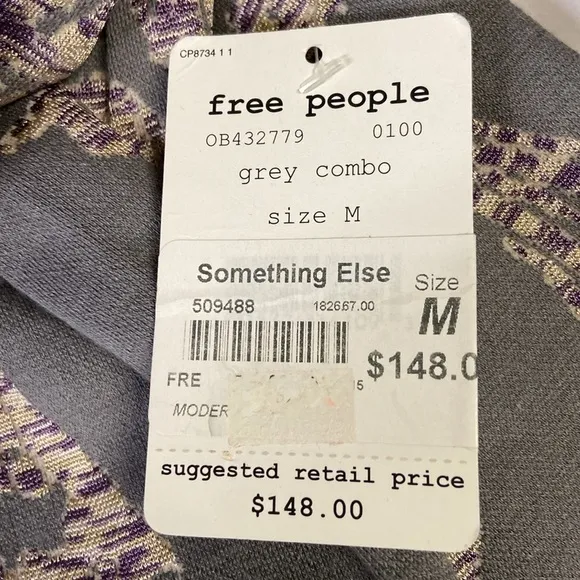 CP8734 1 1
free people
OB432779 0100
grey combo
size M
Something Else
Size
509488 182667.00
M
$148.0
FRE
MODER
suggested retail price
$148.00